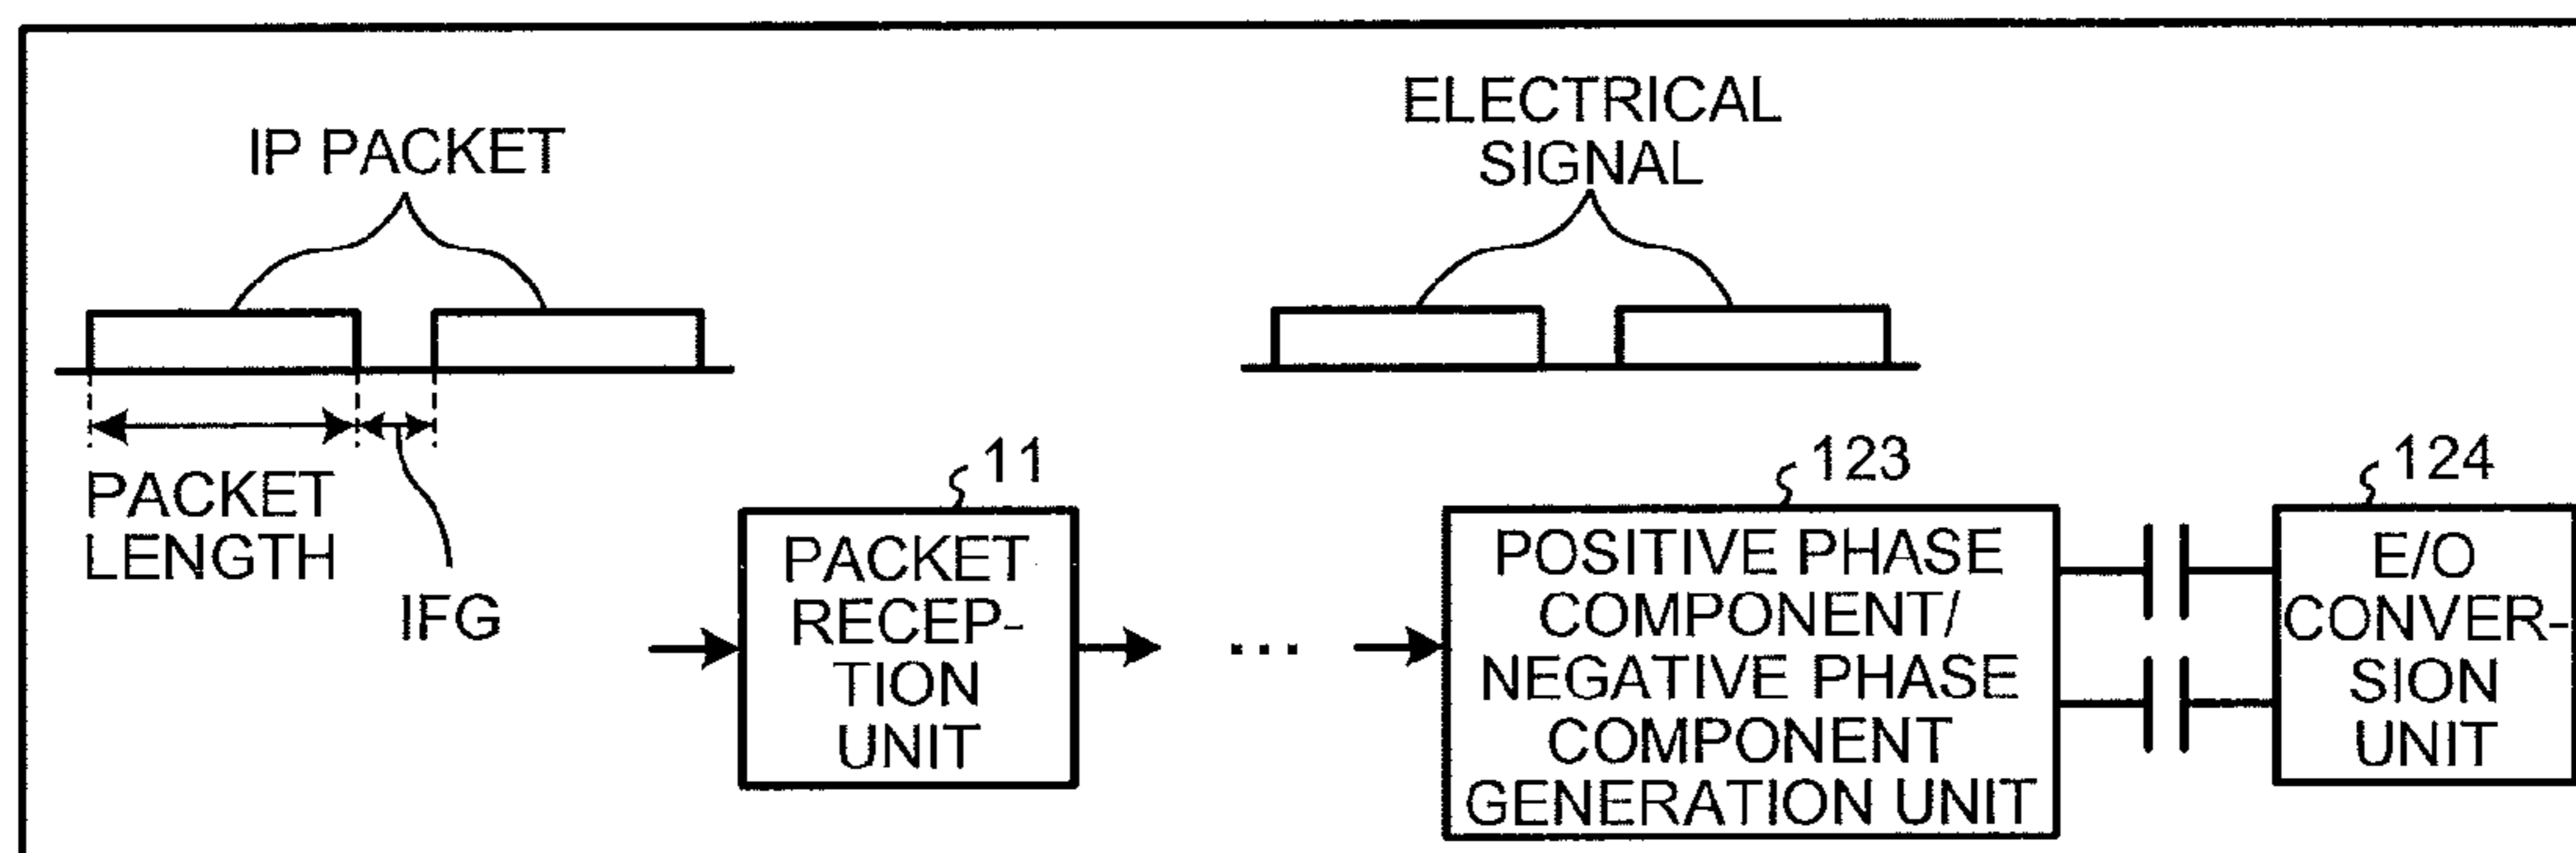 IP PACKET
ELECTRICAL
SIGNAL
PACKET
LENGTH
IFG
11
PACKET
RECEP-
TION
UNIT
...
123
POSITIVE PHASE
COMPONENT/
NEGATIVE PHASE
COMPONENT
GENERATION UNIT
124
E/O
CONVER-
SION
UNIT